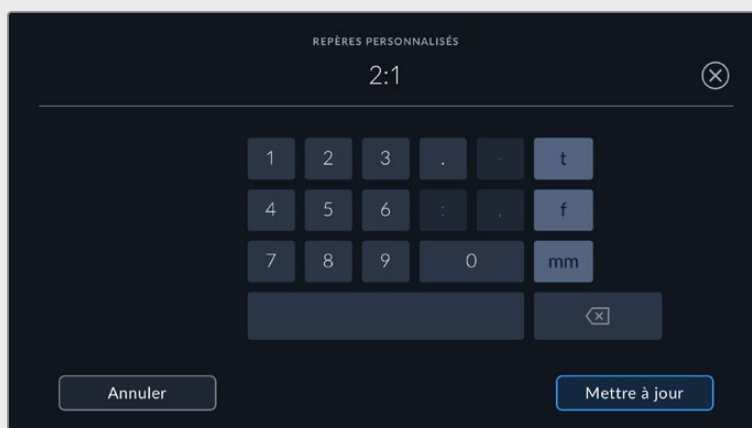 REPÈRES PERSONNALISÉS
2:1
1 2 3 . - t
4 5 6 : , f
7 8 9 0 mm
Annuler Mettre à jour